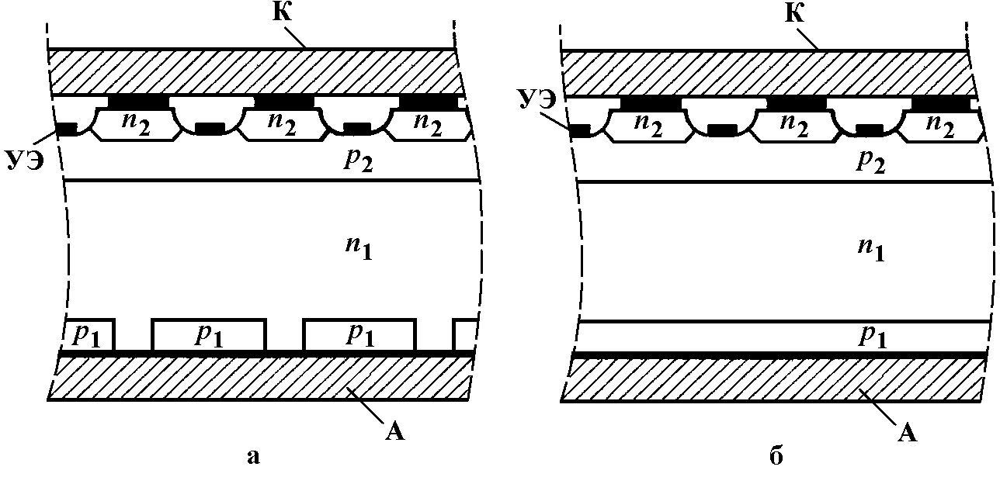 К К
УЭ n2 n2 n2 УЭ n2 n2 n2
p2 p2
n1 n1
p1 p1 p1 p1
А А
а б